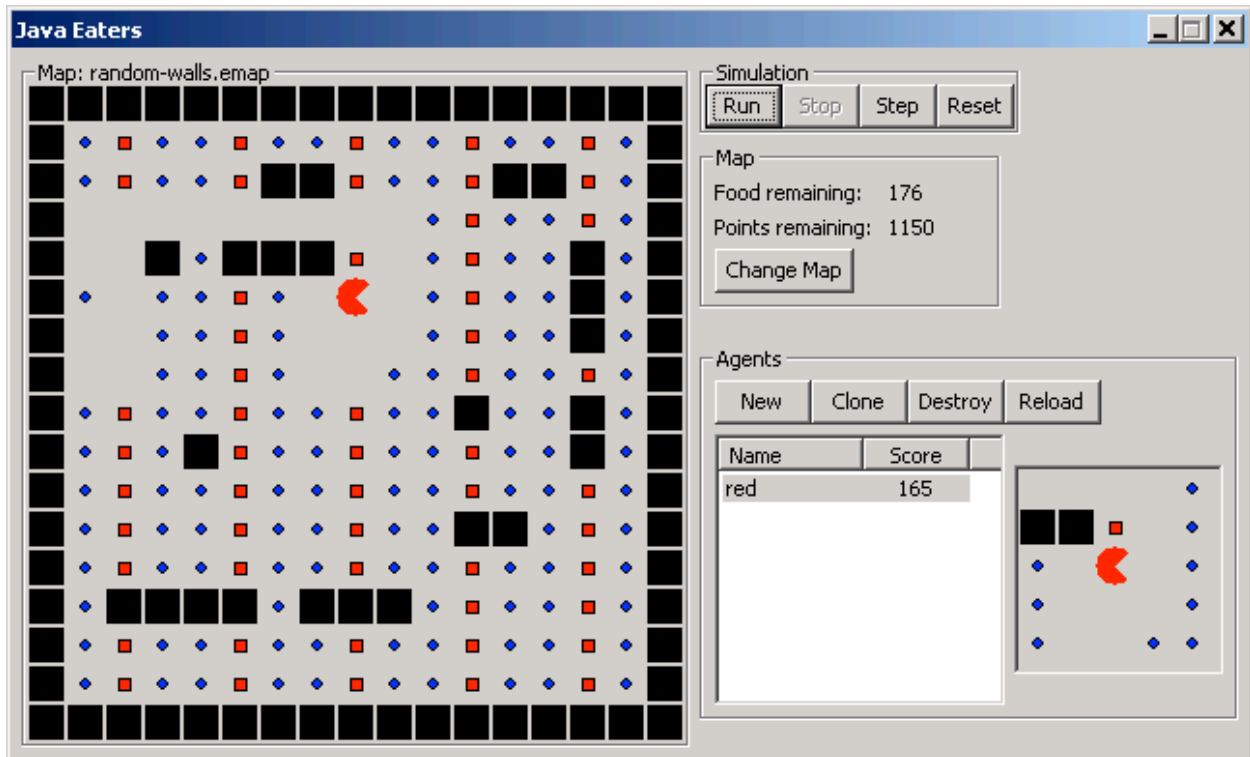 Java Eaters
Map: random-walls.emap
Simulation
Run Stop Step Reset
Map
Food remaining: 176
Points remaining: 1150
Change Map
Agents
New Clone Destroy Reload
Name Score
red 165